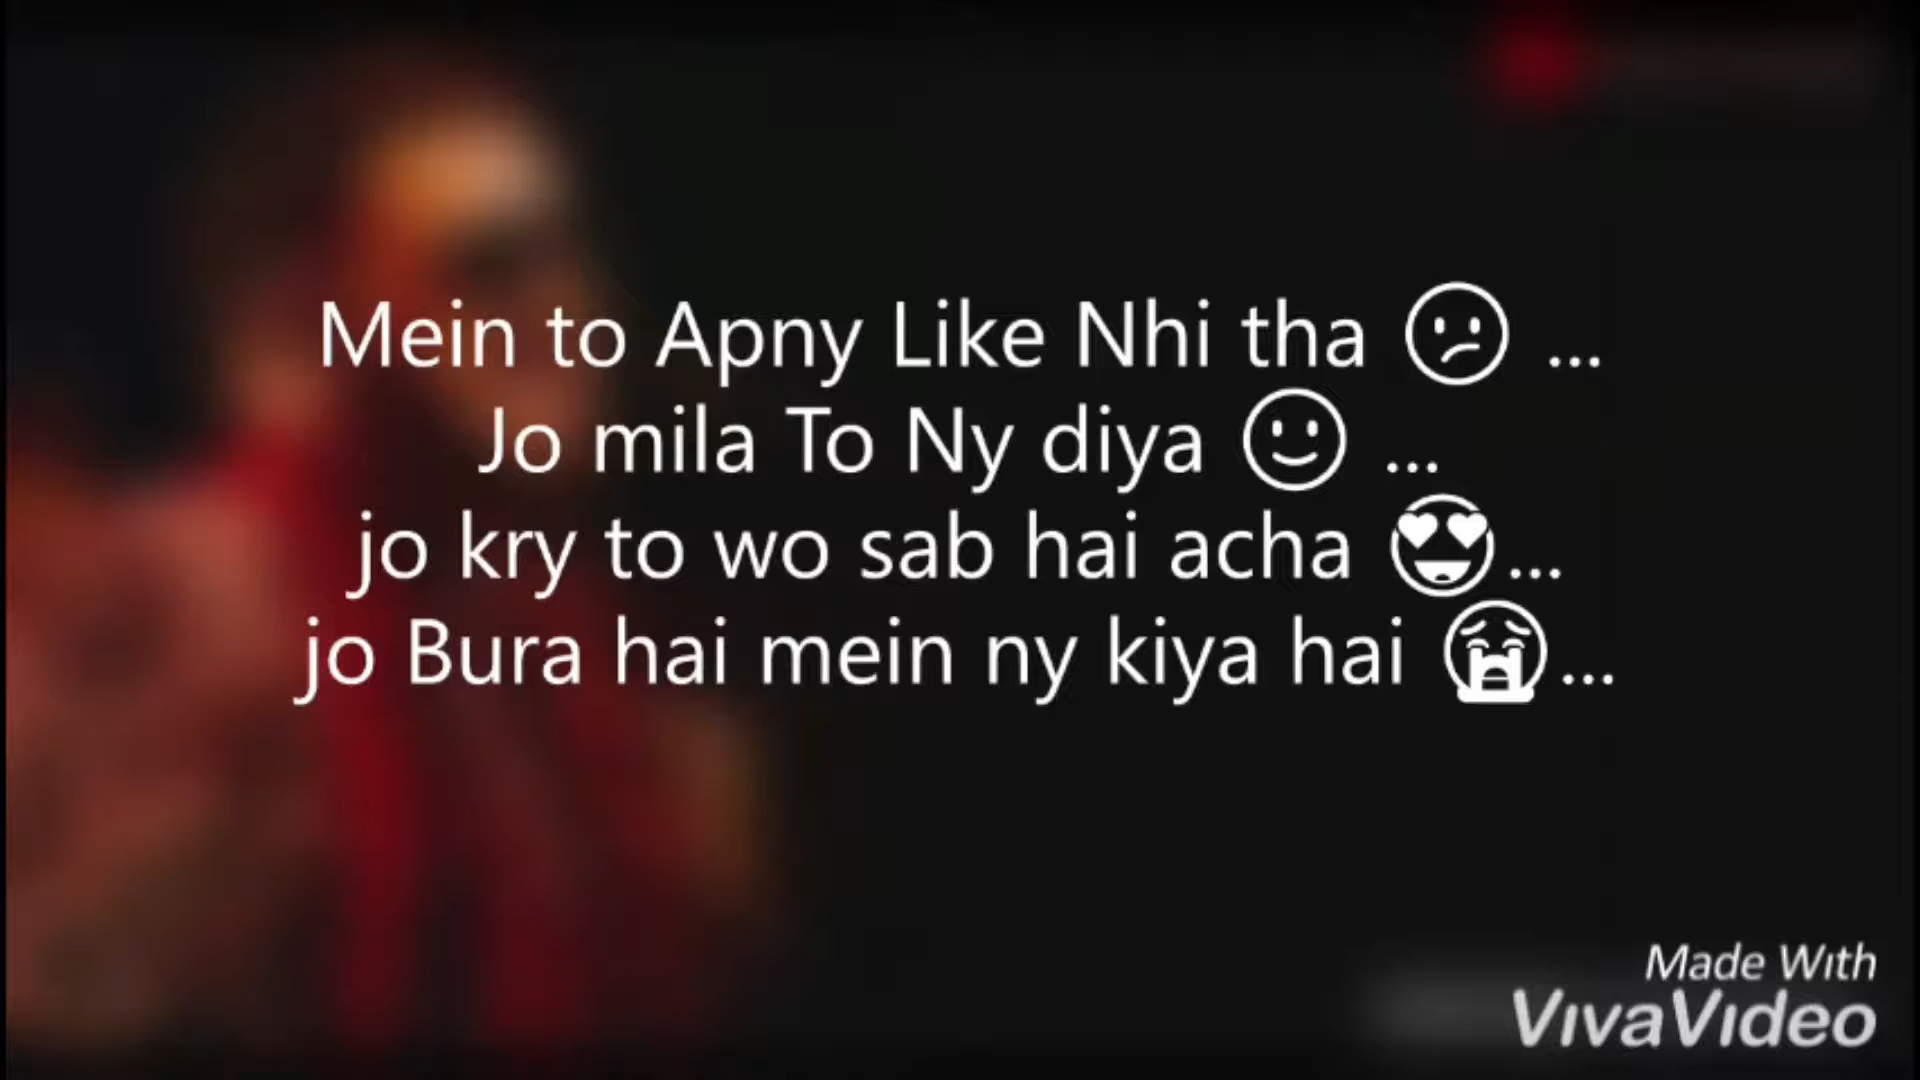 Mein to Apny Like Nhi tha 😕 ...
Jo mila To Ny diya 🙂 ...
jo kry to wo sab hai acha 😍...
jo Bura hai mein ny kiya hai 😭...
Made With
VivaVideo